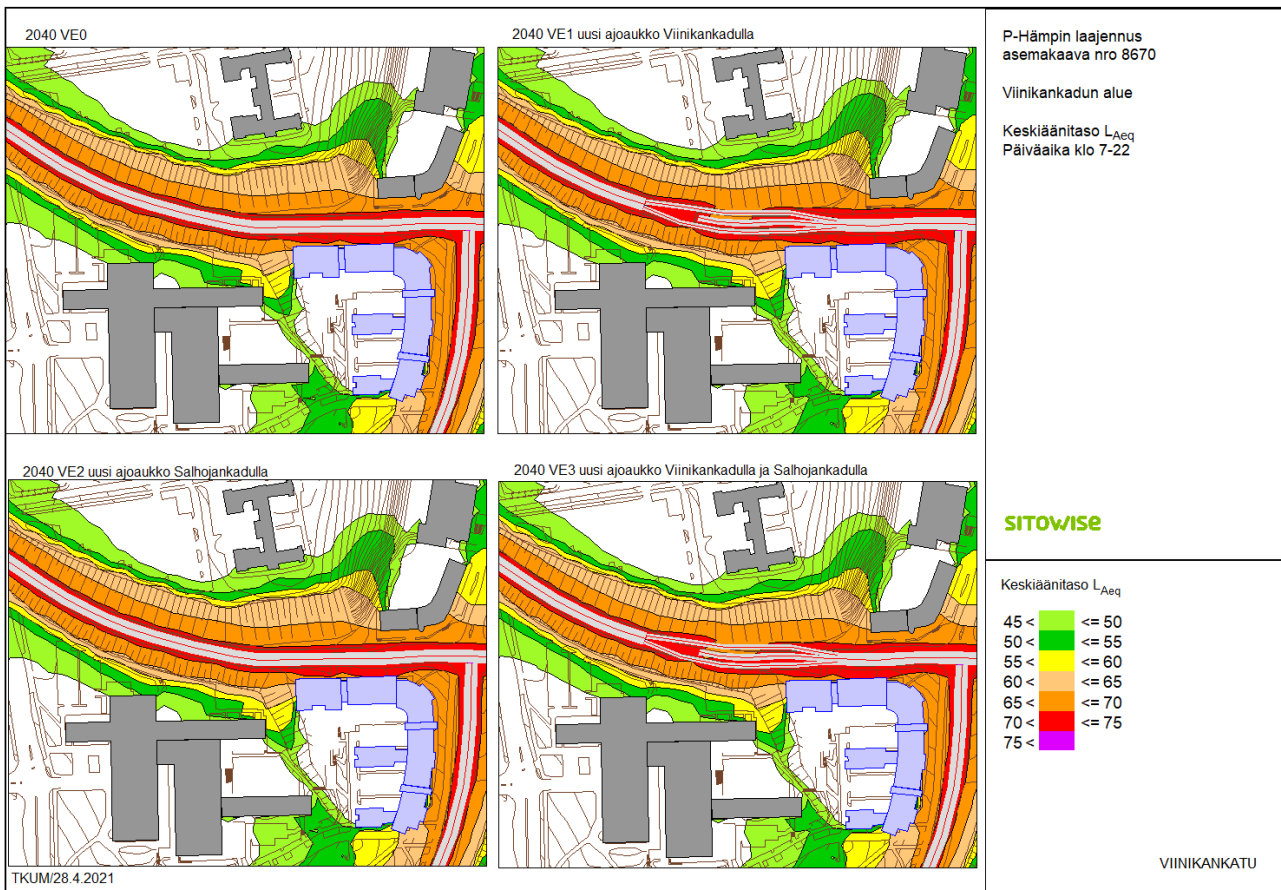 2040 VE0
2040 VE1 uusi ajoaukko Viinikankadulla
2040 VE2 uusi ajoaukko Salhojankadulla
2040 VE3 uusi ajoaukko Viinikankadulla ja Salhojankadulla
TKUM/28.4.2021
P-Hämpin laajennus
asemakaava nro 8670
Viinikankadun alue
Keskiäänitaso LAeq
Päiväaika klo 7-22
sitowise
Keskiäänitaso LAeq
45 < <= 50
50 < <= 55
55 < <= 60
60 < <= 65
65 < <= 70
70 < <= 75
75 <
VIINIKANKATU